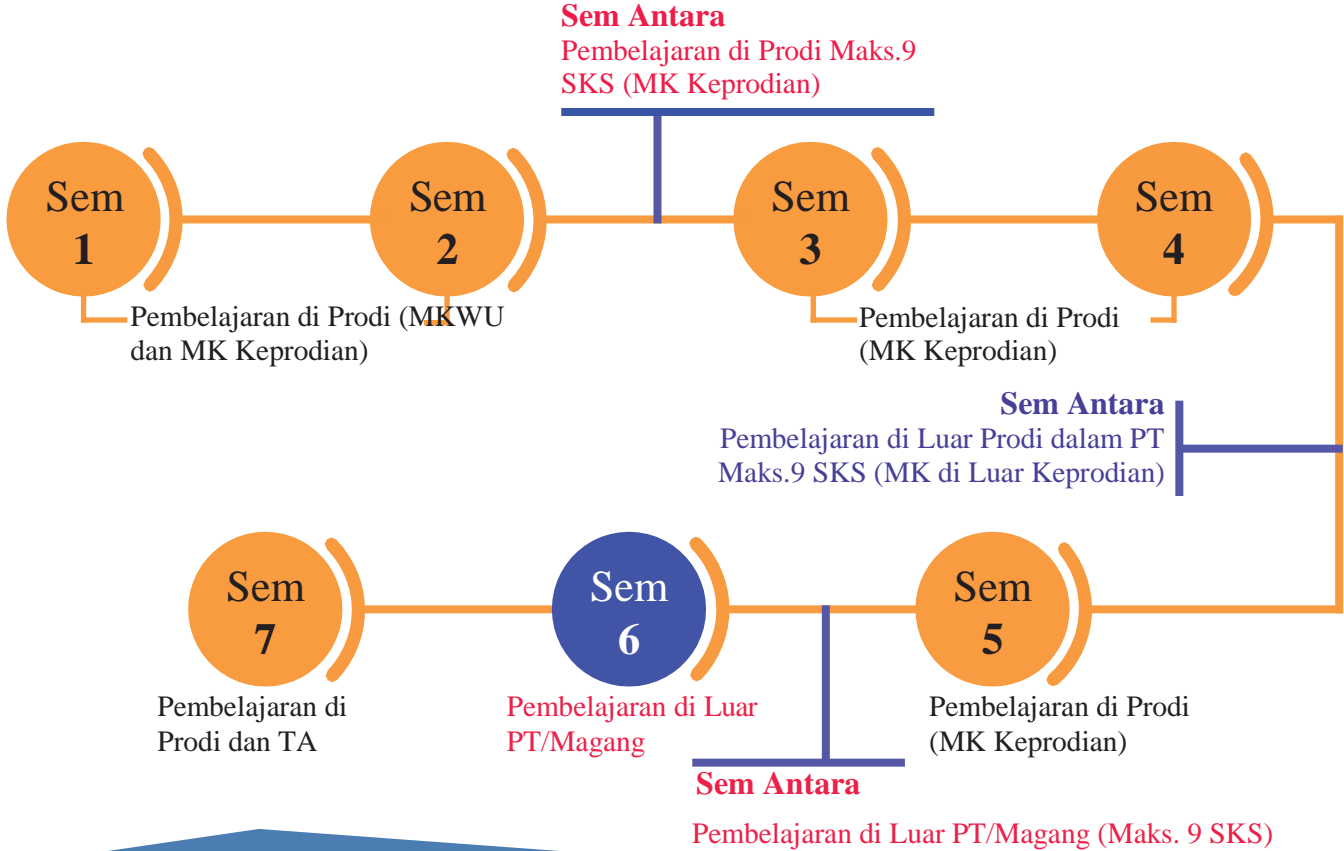 Sem Antara
Pembelajaran di Prodi Maks.9
SKS (MK Keprodian)
Sem
1
Sem
2
Sem
3
Sem
4
Pembelajaran di Prodi (MKWU
dan MK Keprodian)
Pembelajaran di Prodi
(MK Keprodian)
Sem Antara
Pembelajaran di Luar Prodi dalam PT
Maks.9 SKS (MK di Luar Keprodian)
Sem
7
Sem
6
Sem
5
Pembelajaran di
Prodi dan TA
Pembelajaran di Luar
PT/Magang
Pembelajaran di Prodi
(MK Keprodian)
Sem Antara
Pembelajaran di Luar PT/Magang (Maks. 9 SKS)